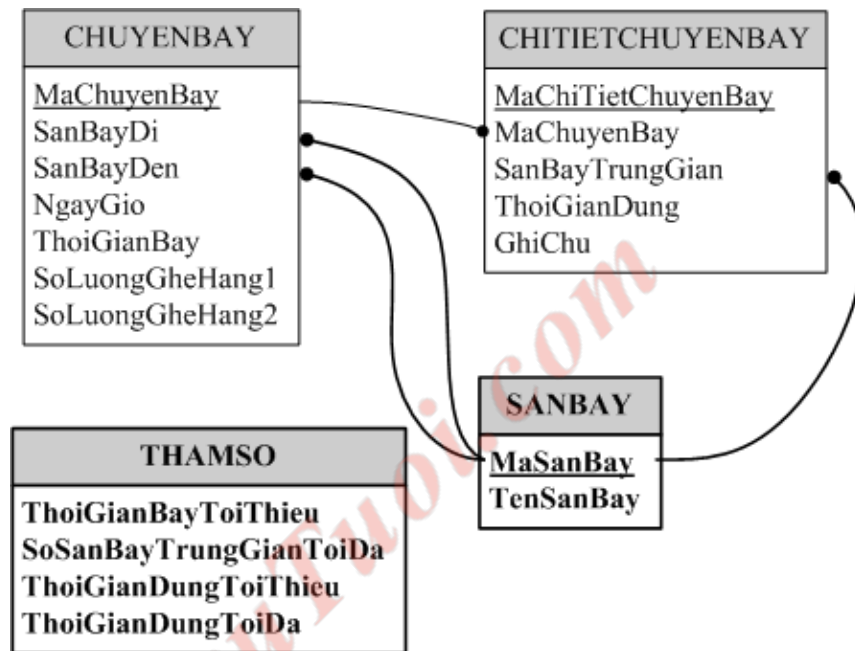 CHUYENBAY
MaChuyenBay
SanBayDi
SanBayDen
NgayGio
ThoiGianBay
SoLuongGheHang1
SoLuongGheHang2
CHITIETCHUYENBAY
MaChiTietChuyenBay
MaChuyenBay
SanBayTrungGian
ThoiGianDung
GhiChu
SANBAY
MaSanBay
TenSanBay
THAMSO
ThoiGianBayToiThieu
SoSanBayTrungGianToiDa
ThoiGianDungToiThieu
ThoiGianDungToiDa